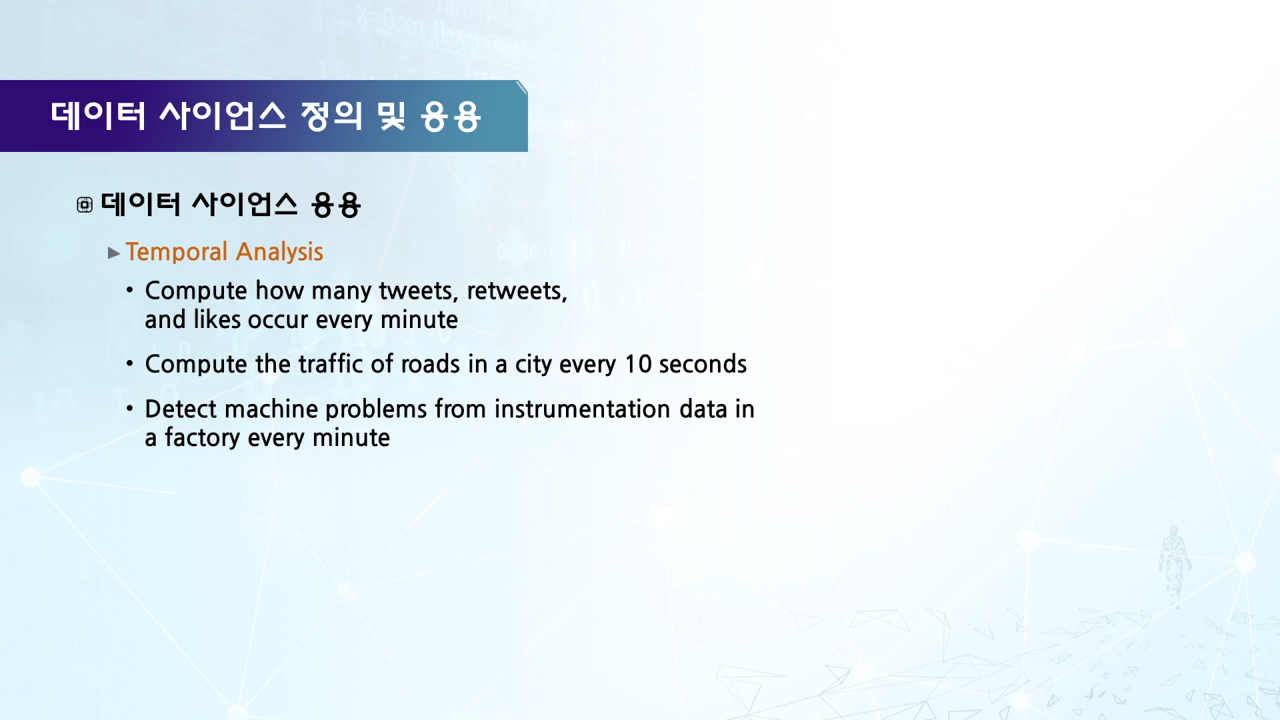 데이터 사이언스 정의 및 응용
데이터 사이언스 응용
Temporal Analysis
• Compute how many tweets, retweets,
and likes occur every minute
• Compute the traffic of roads in a city every 10 seconds
• Detect machine problems from instrumentation data in
a factory every minute